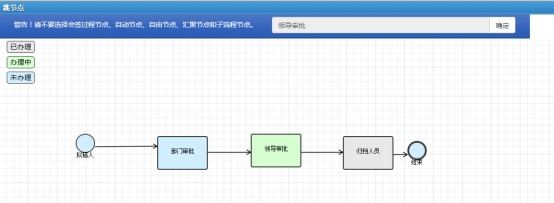 跳节点
警告！请不要选择会签过程节点、自动节点、自由节点、汇聚节点和子流程节点。
领导审批 确定
已办理
办理中
未办理
拟稿人 部门审批 领导审批 归档人员 结束